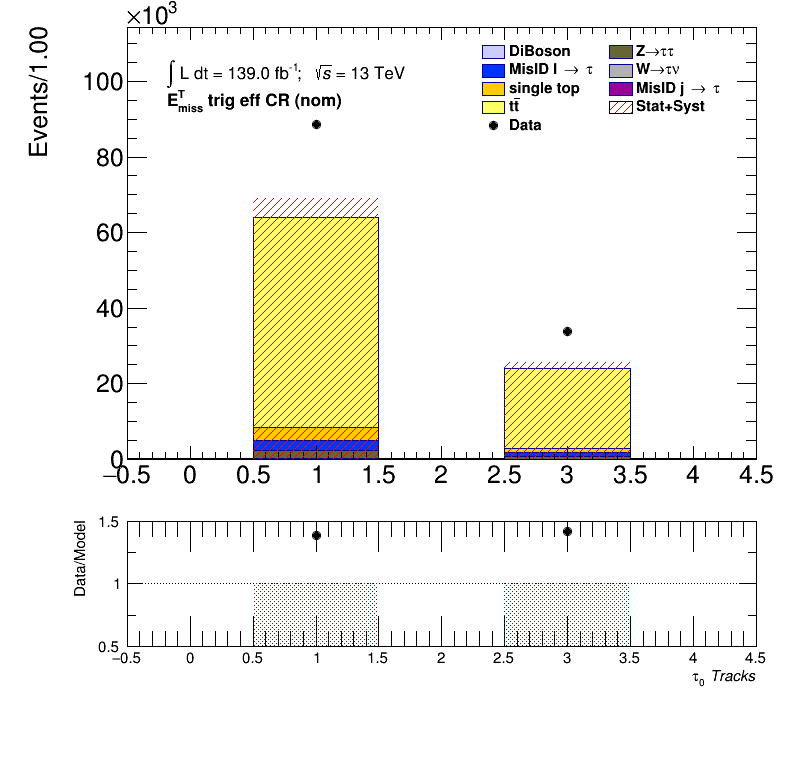 ×10³
Events/1.00
100
80
60
40
20
0
∫ L dt = 139.0 fb⁻¹; √s = 13 TeV
E^T_miss trig eff CR (nom)
DiBoson
MisID l → τ
single top
tt̄
Data
Z→ττ
W→τν
MisID j → τ
Stat+Syst
−0.5 0 0.5 1 1.5 2 2.5 3 3.5 4 4.5
Data/Model
1.5
1
0.5
−0.5 0 0.5 1 1.5 2 2.5 3 3.5 4 4.5
τ₀ Tracks